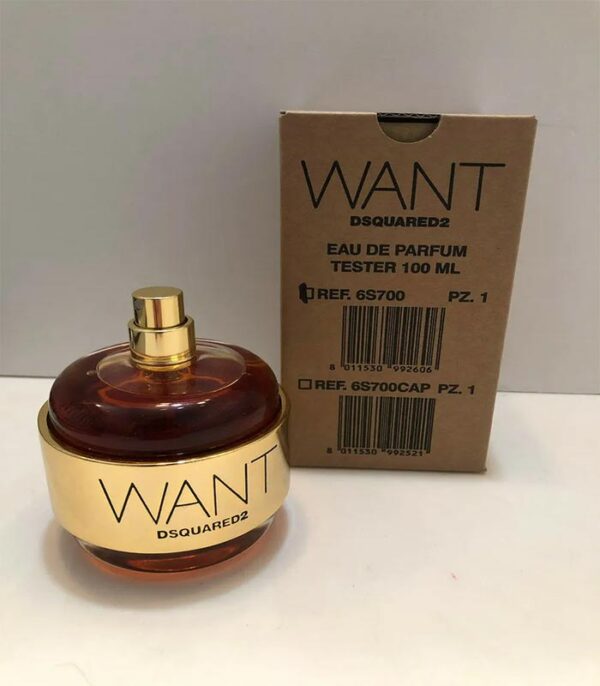 WANT
DSQUARED2
EAU DE PARFUM
TESTER 100 ML
REF. 6S700 PZ. 1
8 011530 992606
REF. 6S700CAP PZ. 1
8 011530 992521
WANT
DSQUARED2